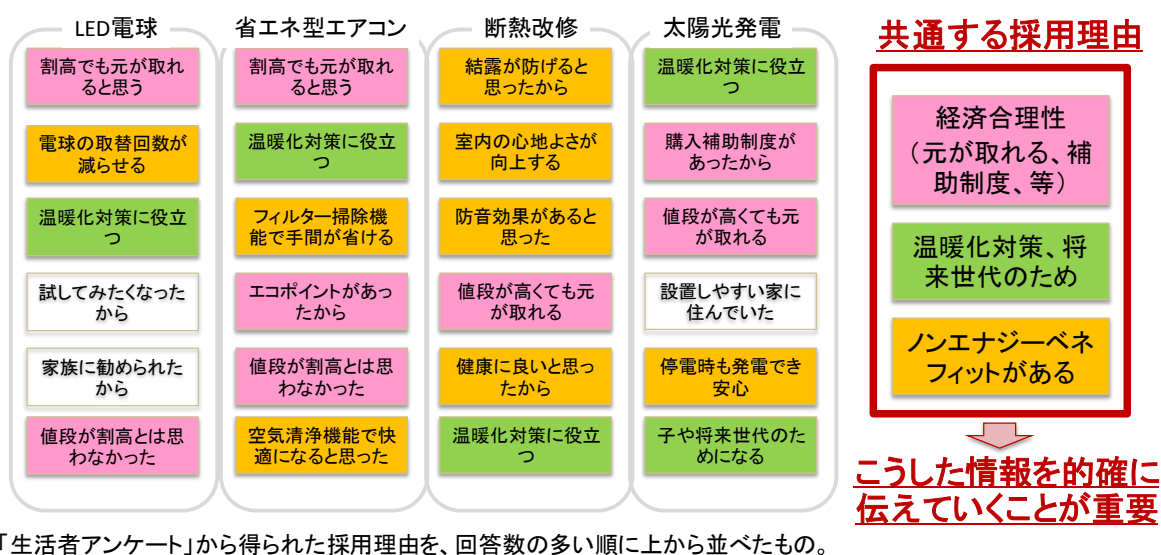 LED電球
割高でも元が取れ
ると思う
電球の取替回数が
減らせる
温暖化対策に役立
つ
試してみたくなった
から
家族に勧められた
から
値段が割高とは思
わなかった
省エネ型エアコン
割高でも元が取れ
ると思う
温暖化対策に役立
つ
フィルター掃除機
能で手間が省ける
エコポイントがあっ
たから
値段が割高とは思
わなかった
空気清浄機能で快
適になると思った
断熱改修
結露が防げると
思ったから
室内の心地よさが
向上する
防音効果があると
思った
値段が高くても元
が取れる
健康に良いと思っ
たから
温暖化対策に役立
つ
太陽光発電
温暖化対策に役立
つ
購入補助制度が
あったから
値段が高くても元
が取れる
設置しやすい家に
住んでいた
停電時も発電でき
安心
子や将来世代のた
めになる
共通する採用理由
経済合理性
（元が取れる、補
助制度、等）
温暖化対策、将
来世代のため
ノンエナジーベネ
フィットがある
こうした情報を的確に
伝えていくことが重要
「生活者アンケート」から得られた採用理由を、回答数の多い順に上から並べたもの。